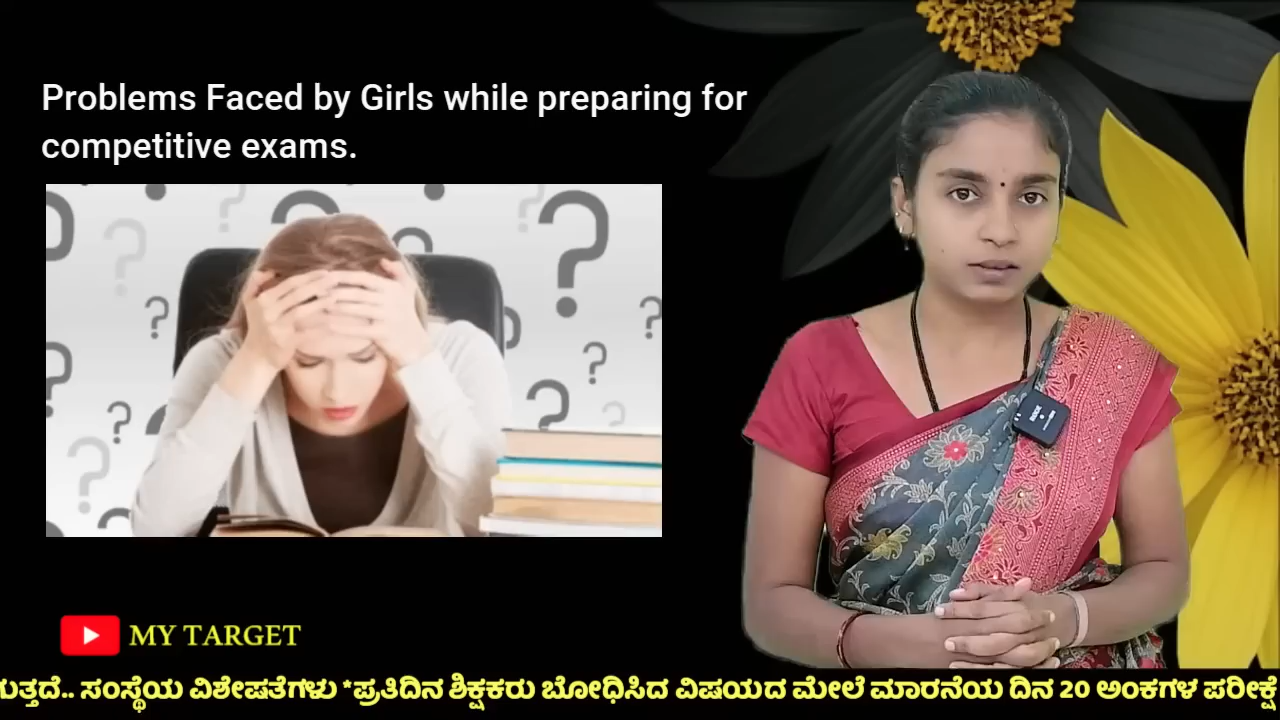 Problems Faced by Girls while preparing for
competitive exams.
MY TARGET
ಸಂಸ್ಥೆಯ ವಿಶೇಷತೆಗಳು *ಪ್ರತಿದಿನ ಶಿಕ್ಷಕರು ಬೋಧಿಸಿದ ವಿಷಯದ ಮೇಲೆ ಮಾರನೆಯ ದಿನ 20 ಅಂಕಗಳ ಪರೀಕ್ಷೆ